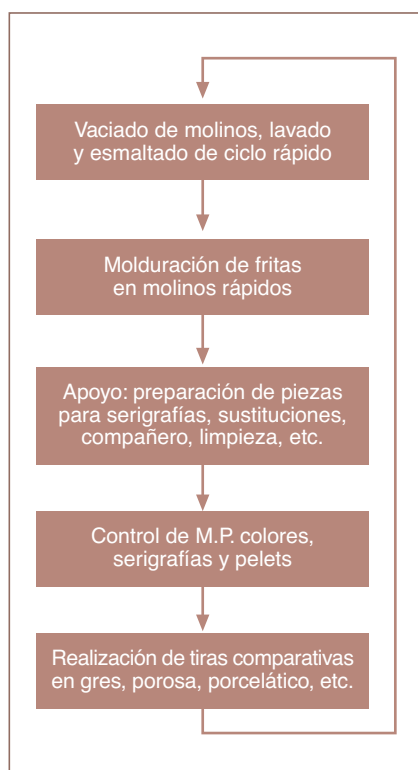 Vaciado de molinos, lavado
y esmaltado de ciclo rápido
Molduración de fritas
en molinos rápidos
Apoyo: preparación de piezas
para serigrafías, sustituciones,
compañero, limpieza, etc.
Control de M.P. colores,
serigrafías y pelets
Realización de tiras comparativas
en gres, porosa, porcelático, etc.